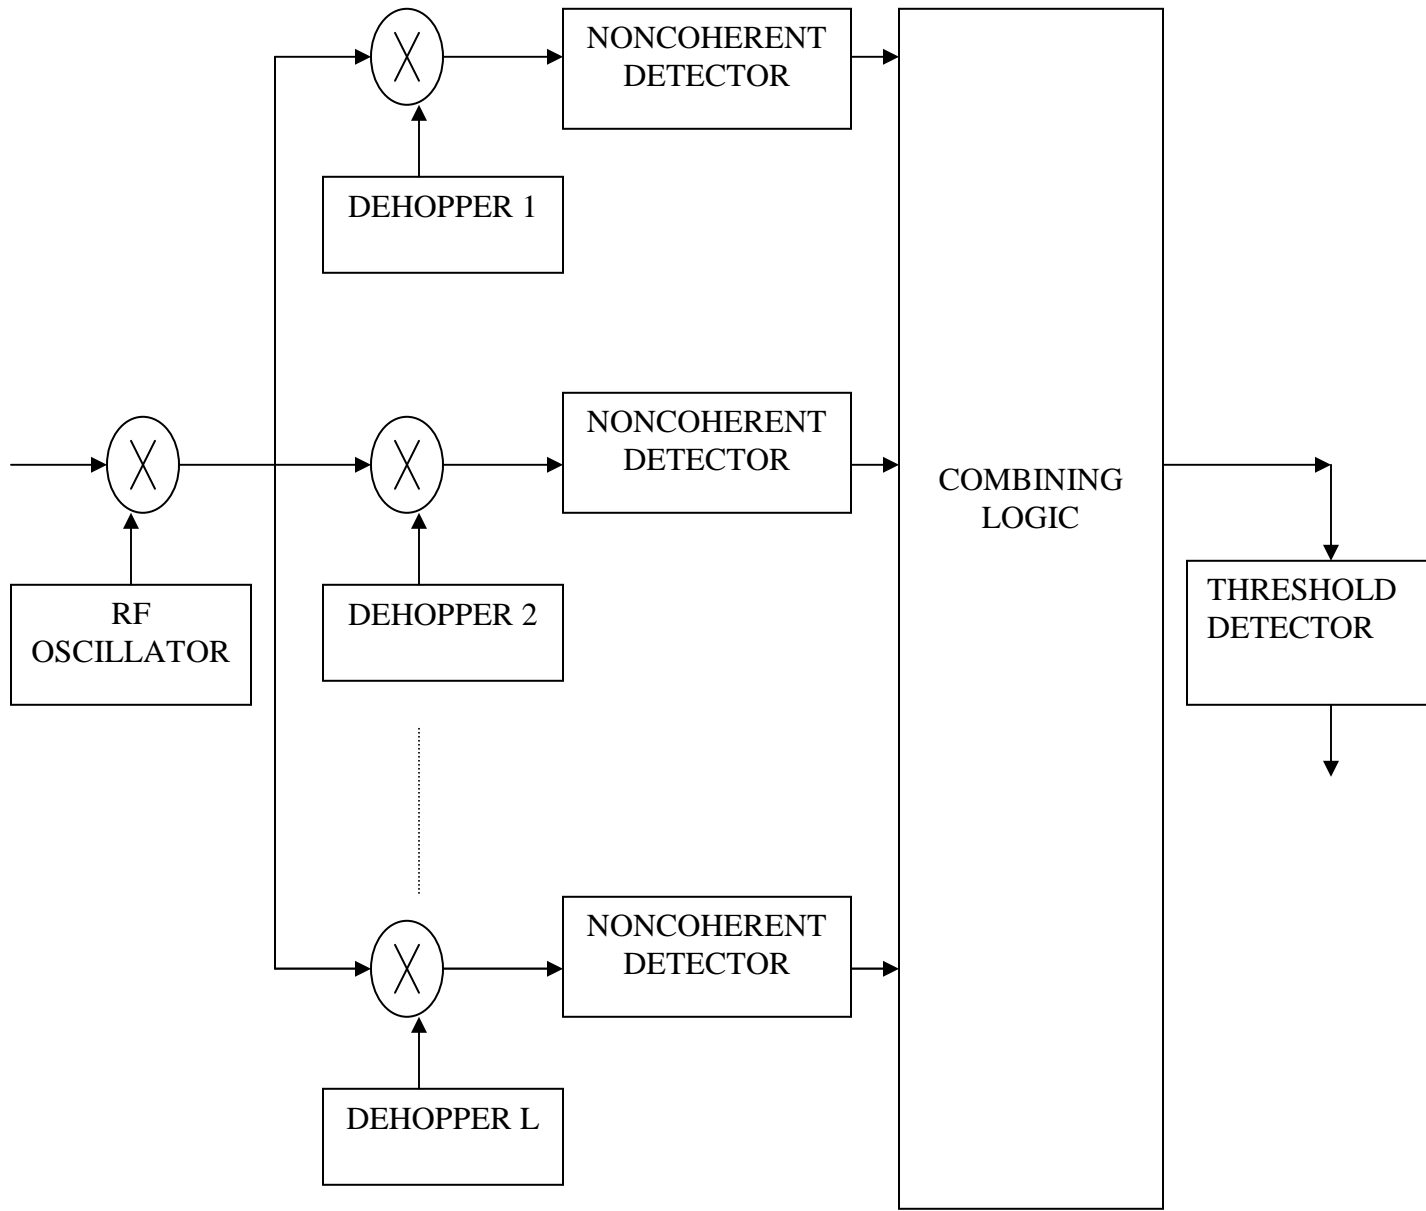 NONCOHERENT
DETECTOR
DEHOPPER 1
NONCOHERENT
DETECTOR
COMBINING
LOGIC
RF
OSCILLATOR
DEHOPPER 2
THRESHOLD
DETECTOR
NONCOHERENT
DETECTOR
DEHOPPER L